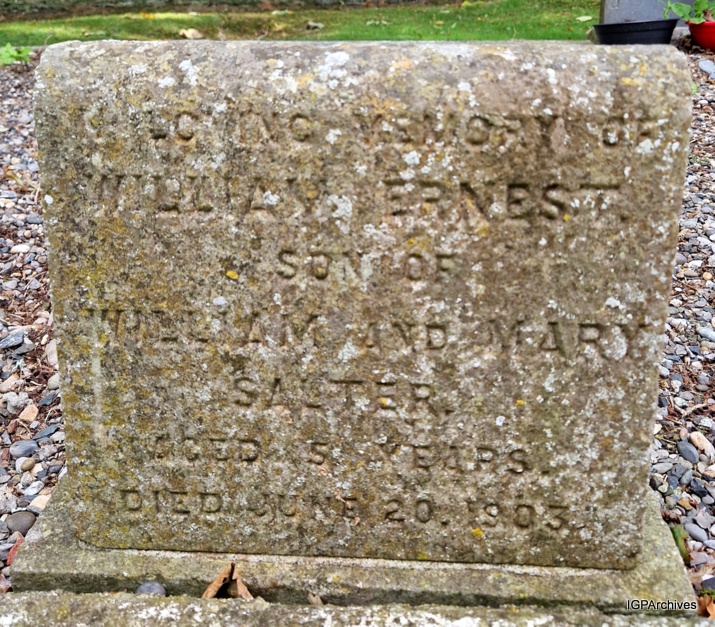 LOVING MEMORY OF
WILLIAM ERNEST.
SON OF
WILLIAM AND MARY
SALTER.
AGED 5 YEARS.
DIED JUNE 20. 1903.
IGPArchives